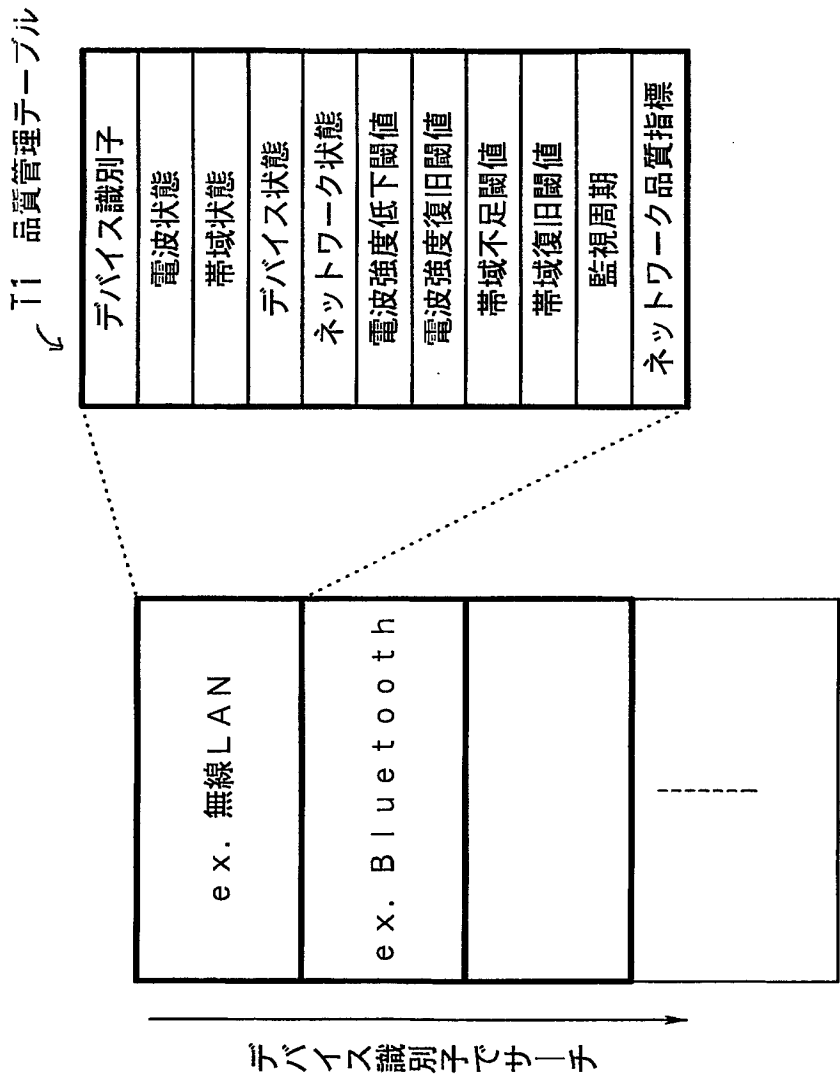 T1 品質管理テーブル
デバイス識別子
電波状態
帯域状態
デバイス状態
ネットワーク状態
電波強度低下閾値
電波強度復旧閾値
帯域不足閾値
帯域復旧閾値
監視周期
ネットワーク品質指標
ex. 無線LAN
ex. Bluetooth
デバイス識別子でサーチ